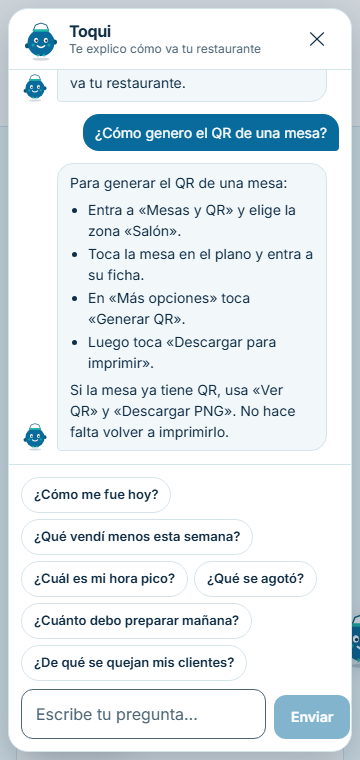 Toqui
Te explico cómo va tu restaurante
va tu restaurante.
¿Cómo genero el QR de una mesa?
Para generar el QR de una mesa:
• Entra a «Mesas y QR» y elige la
zona «Salón».
• Toca la mesa en el plano y entra a
su ficha.
• En «Más opciones» toca
«Generar QR».
• Luego toca «Descargar para
imprimir».
Si la mesa ya tiene QR, usa «Ver
QR» y «Descargar PNG». No hace
falta volver a imprimirlo.
¿Cómo me fue hoy?
¿Qué vendí menos esta semana?
¿Cuál es mi hora pico?
¿Qué se agotó?
¿Cuánto debo preparar mañana?
¿De qué se quejan mis clientes?
Escribe tu pregunta...
Enviar